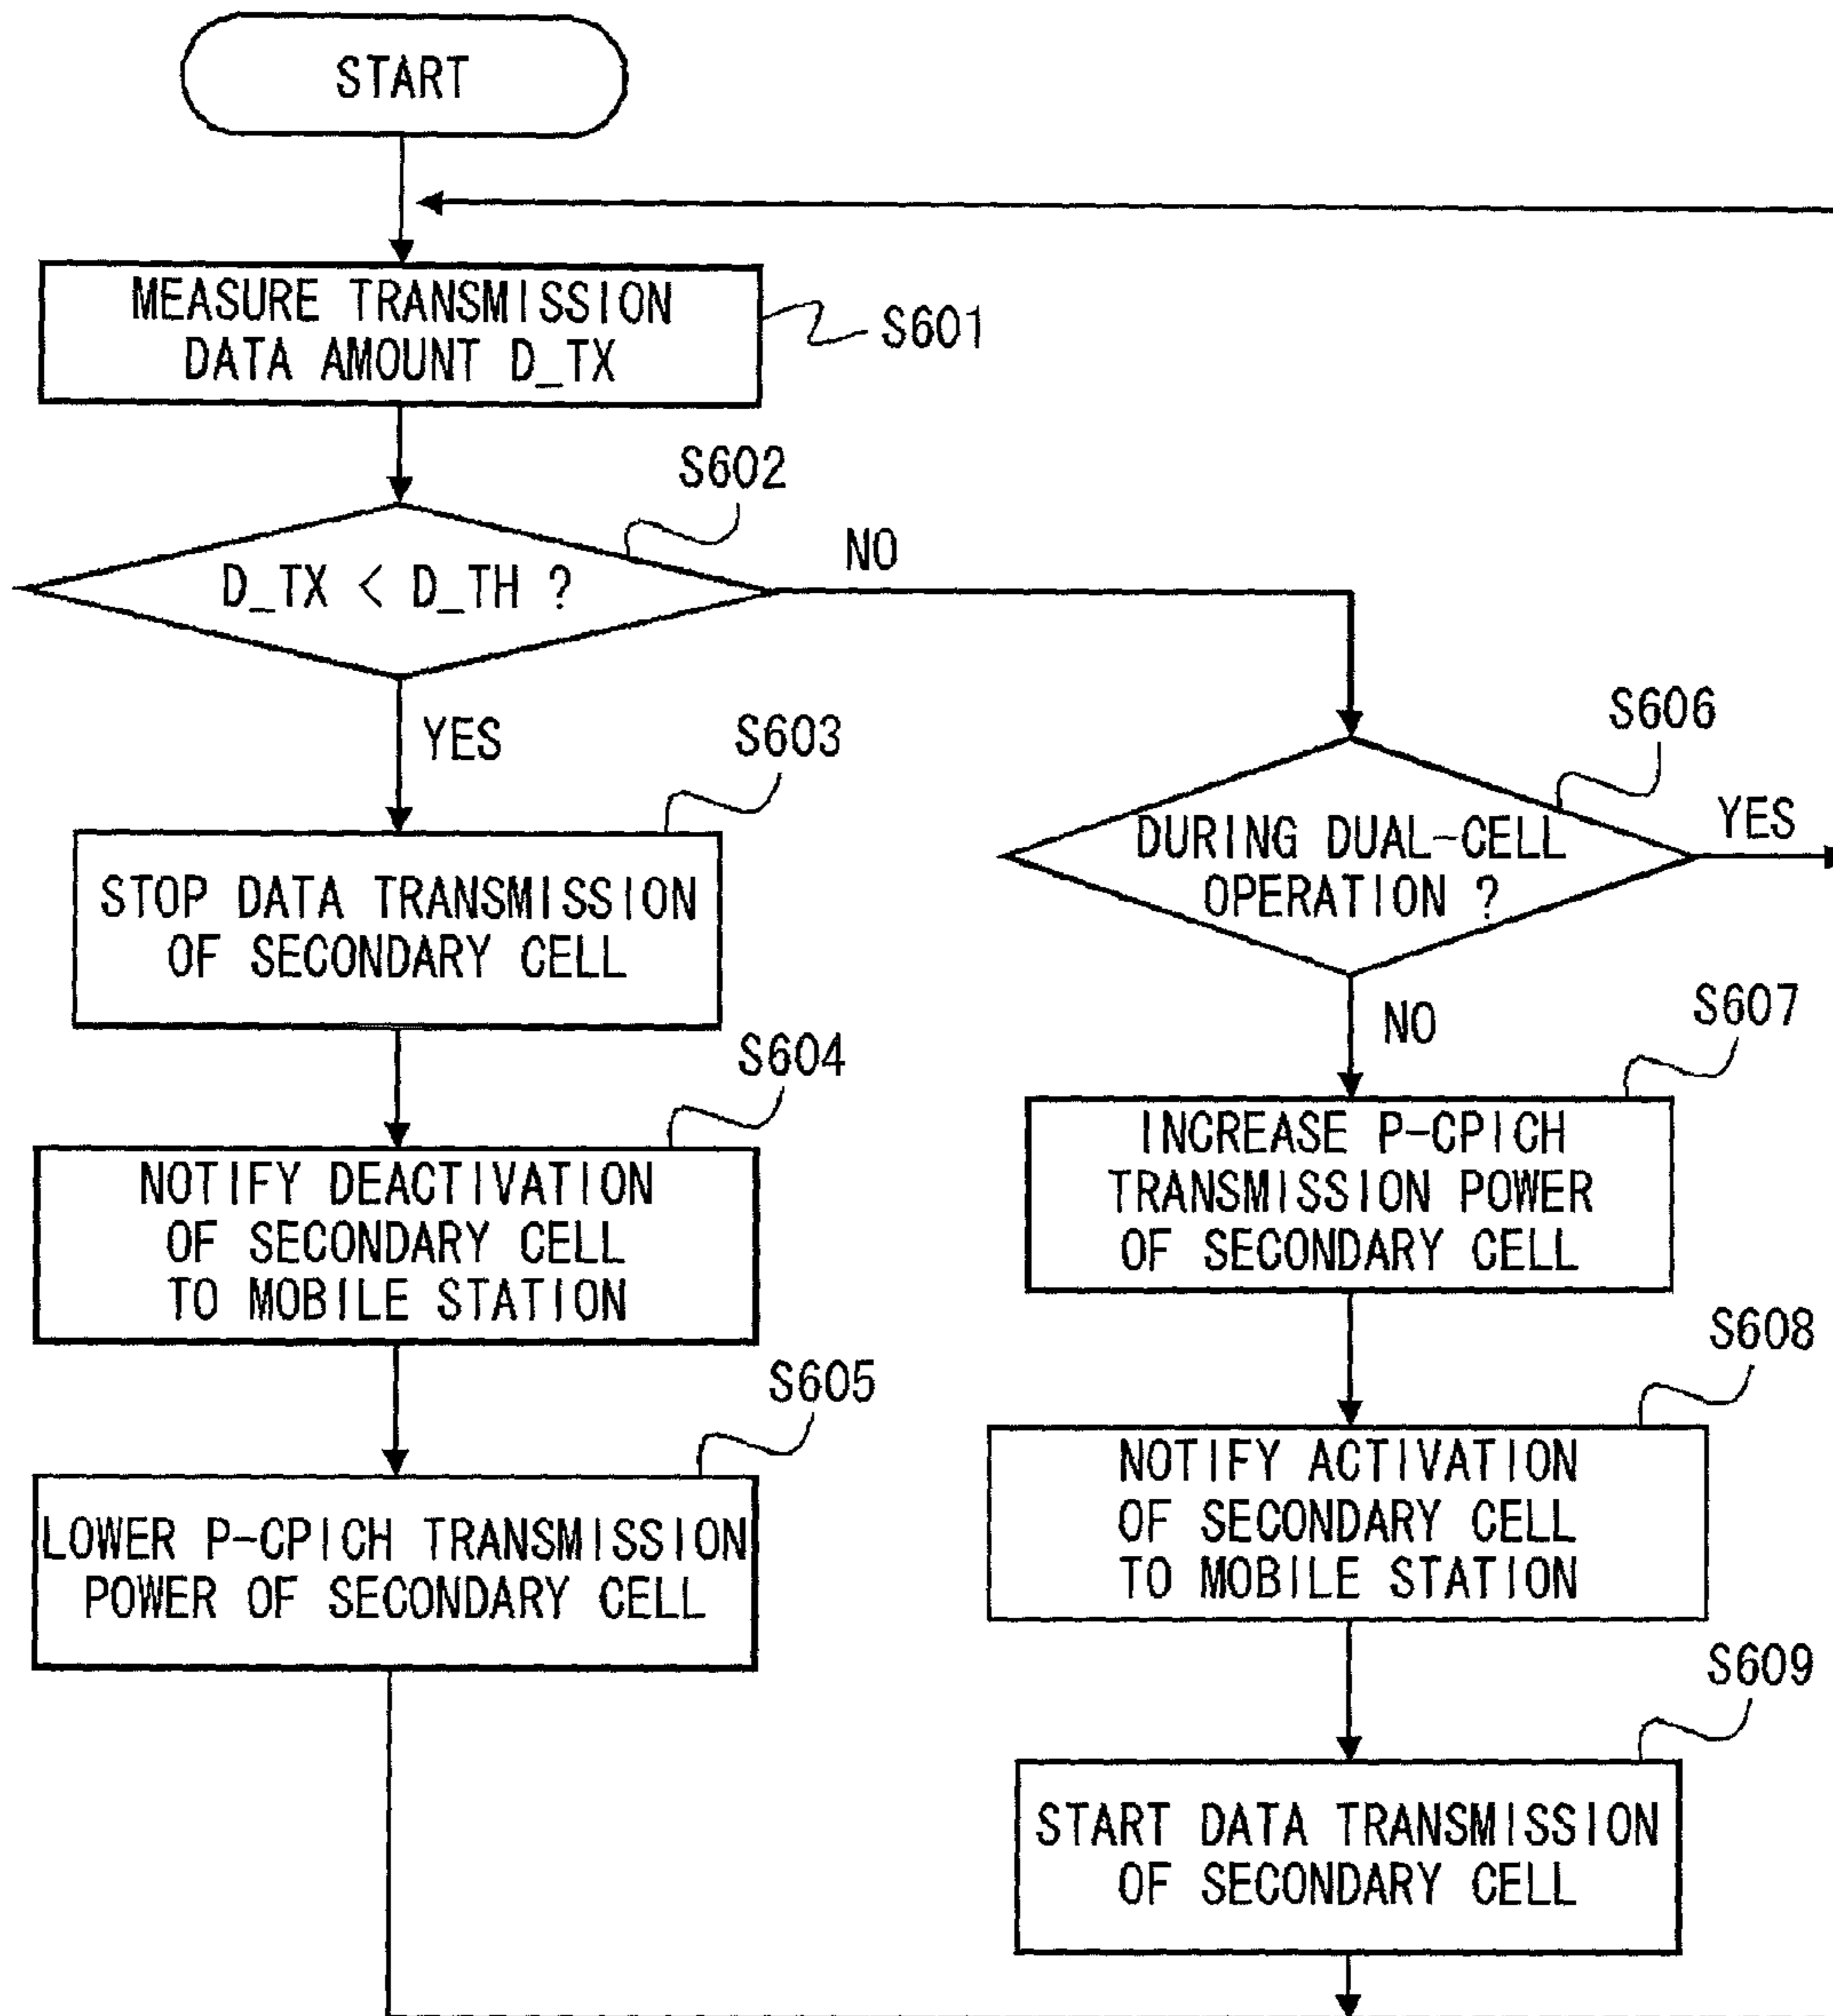 START
MEASURE TRANSMISSION
DATA AMOUNT D_TX
S601
S602
D_TX < D_TH ?
NO
YES
S603
STOP DATA TRANSMISSION
OF SECONDARY CELL
S604
NOTIFY DEACTIVATION
OF SECONDARY CELL
TO MOBILE STATION
S605
LOWER P-CPICH TRANSMISSION
POWER OF SECONDARY CELL
S606
DURING DUAL-CELL
OPERATION ?
YES
NO
S607
INCREASE P-CPICH
TRANSMISSION POWER
OF SECONDARY CELL
S608
NOTIFY ACTIVATION
OF SECONDARY CELL
TO MOBILE STATION
S609
START DATA TRANSMISSION
OF SECONDARY CELL